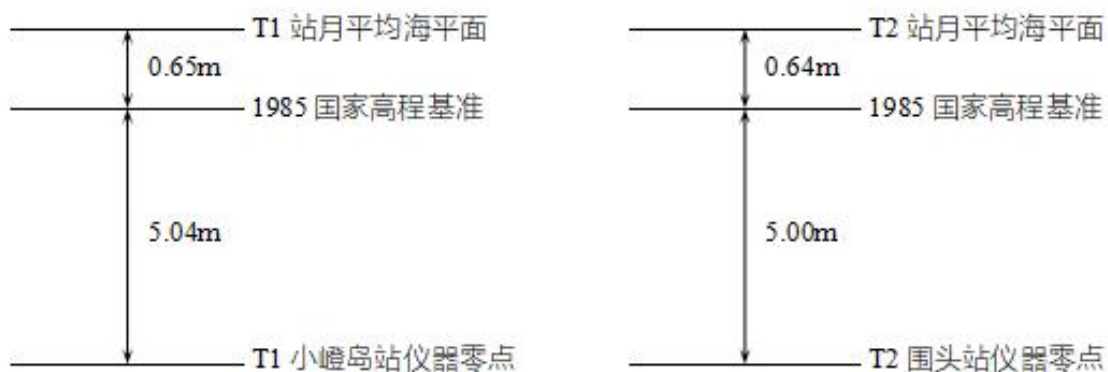 T1 站月平均海平面
T2 站月平均海平面
0.65m
0.64m
1985 国家高程基准
1985 国家高程基准
5.04m
5.00m
T1 小嶝岛站仪器零点
T2 围头站仪器零点